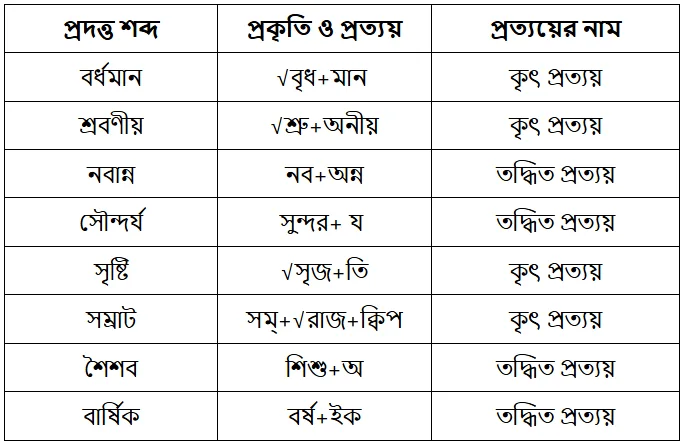 প্রদত্ত শব্দ প্রকৃতি ও প্রত্যয় প্রত্যয়ের নাম
বর্ধমান √বৃধ+মান কৃৎ প্রত্যয়
শ্রবণীয় √শ্রু+অনীয় কৃৎ প্রত্যয়
নবান্ন নব+অন্ন তদ্ধিত প্রত্যয়
সৌন্দর্য সুন্দর+ য তদ্ধিত প্রত্যয়
সৃষ্টি √সৃজ+তি কৃৎ প্রত্যয়
সম্রাট সম্+√রাজ+ক্বিপ কৃৎ প্রত্যয়
শৈশব শিশু+অ তদ্ধিত প্রত্যয়
বার্ষিক বর্ষ+ইক তদ্ধিত প্রত্যয়